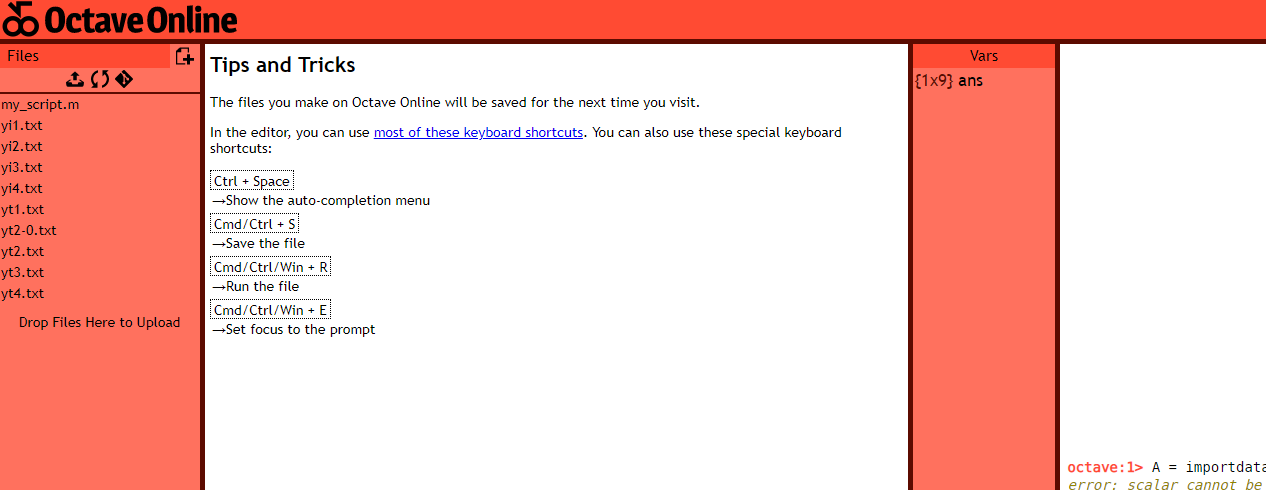 Octave Online
Files
my_script.m
yi1.txt
yi2.txt
yi3.txt
yi4.txt
yt1.txt
yt2-0.txt
yt2.txt
yt3.txt
yt4.txt
Drop Files Here to Upload
Tips and Tricks
The files you make on Octave Online will be saved for the next time you visit.
In the editor, you can use most of these keyboard shortcuts. You can also use these special keyboard
shortcuts:
Ctrl + Space
→Show the auto-completion menu
Cmd/Ctrl + S
→Save the file
Cmd/Ctrl/Win + R
→Run the file
Cmd/Ctrl/Win + E
→Set focus to the prompt
Vars
{1x9} ans
octave:1> A = importdata
error: scalar cannot be